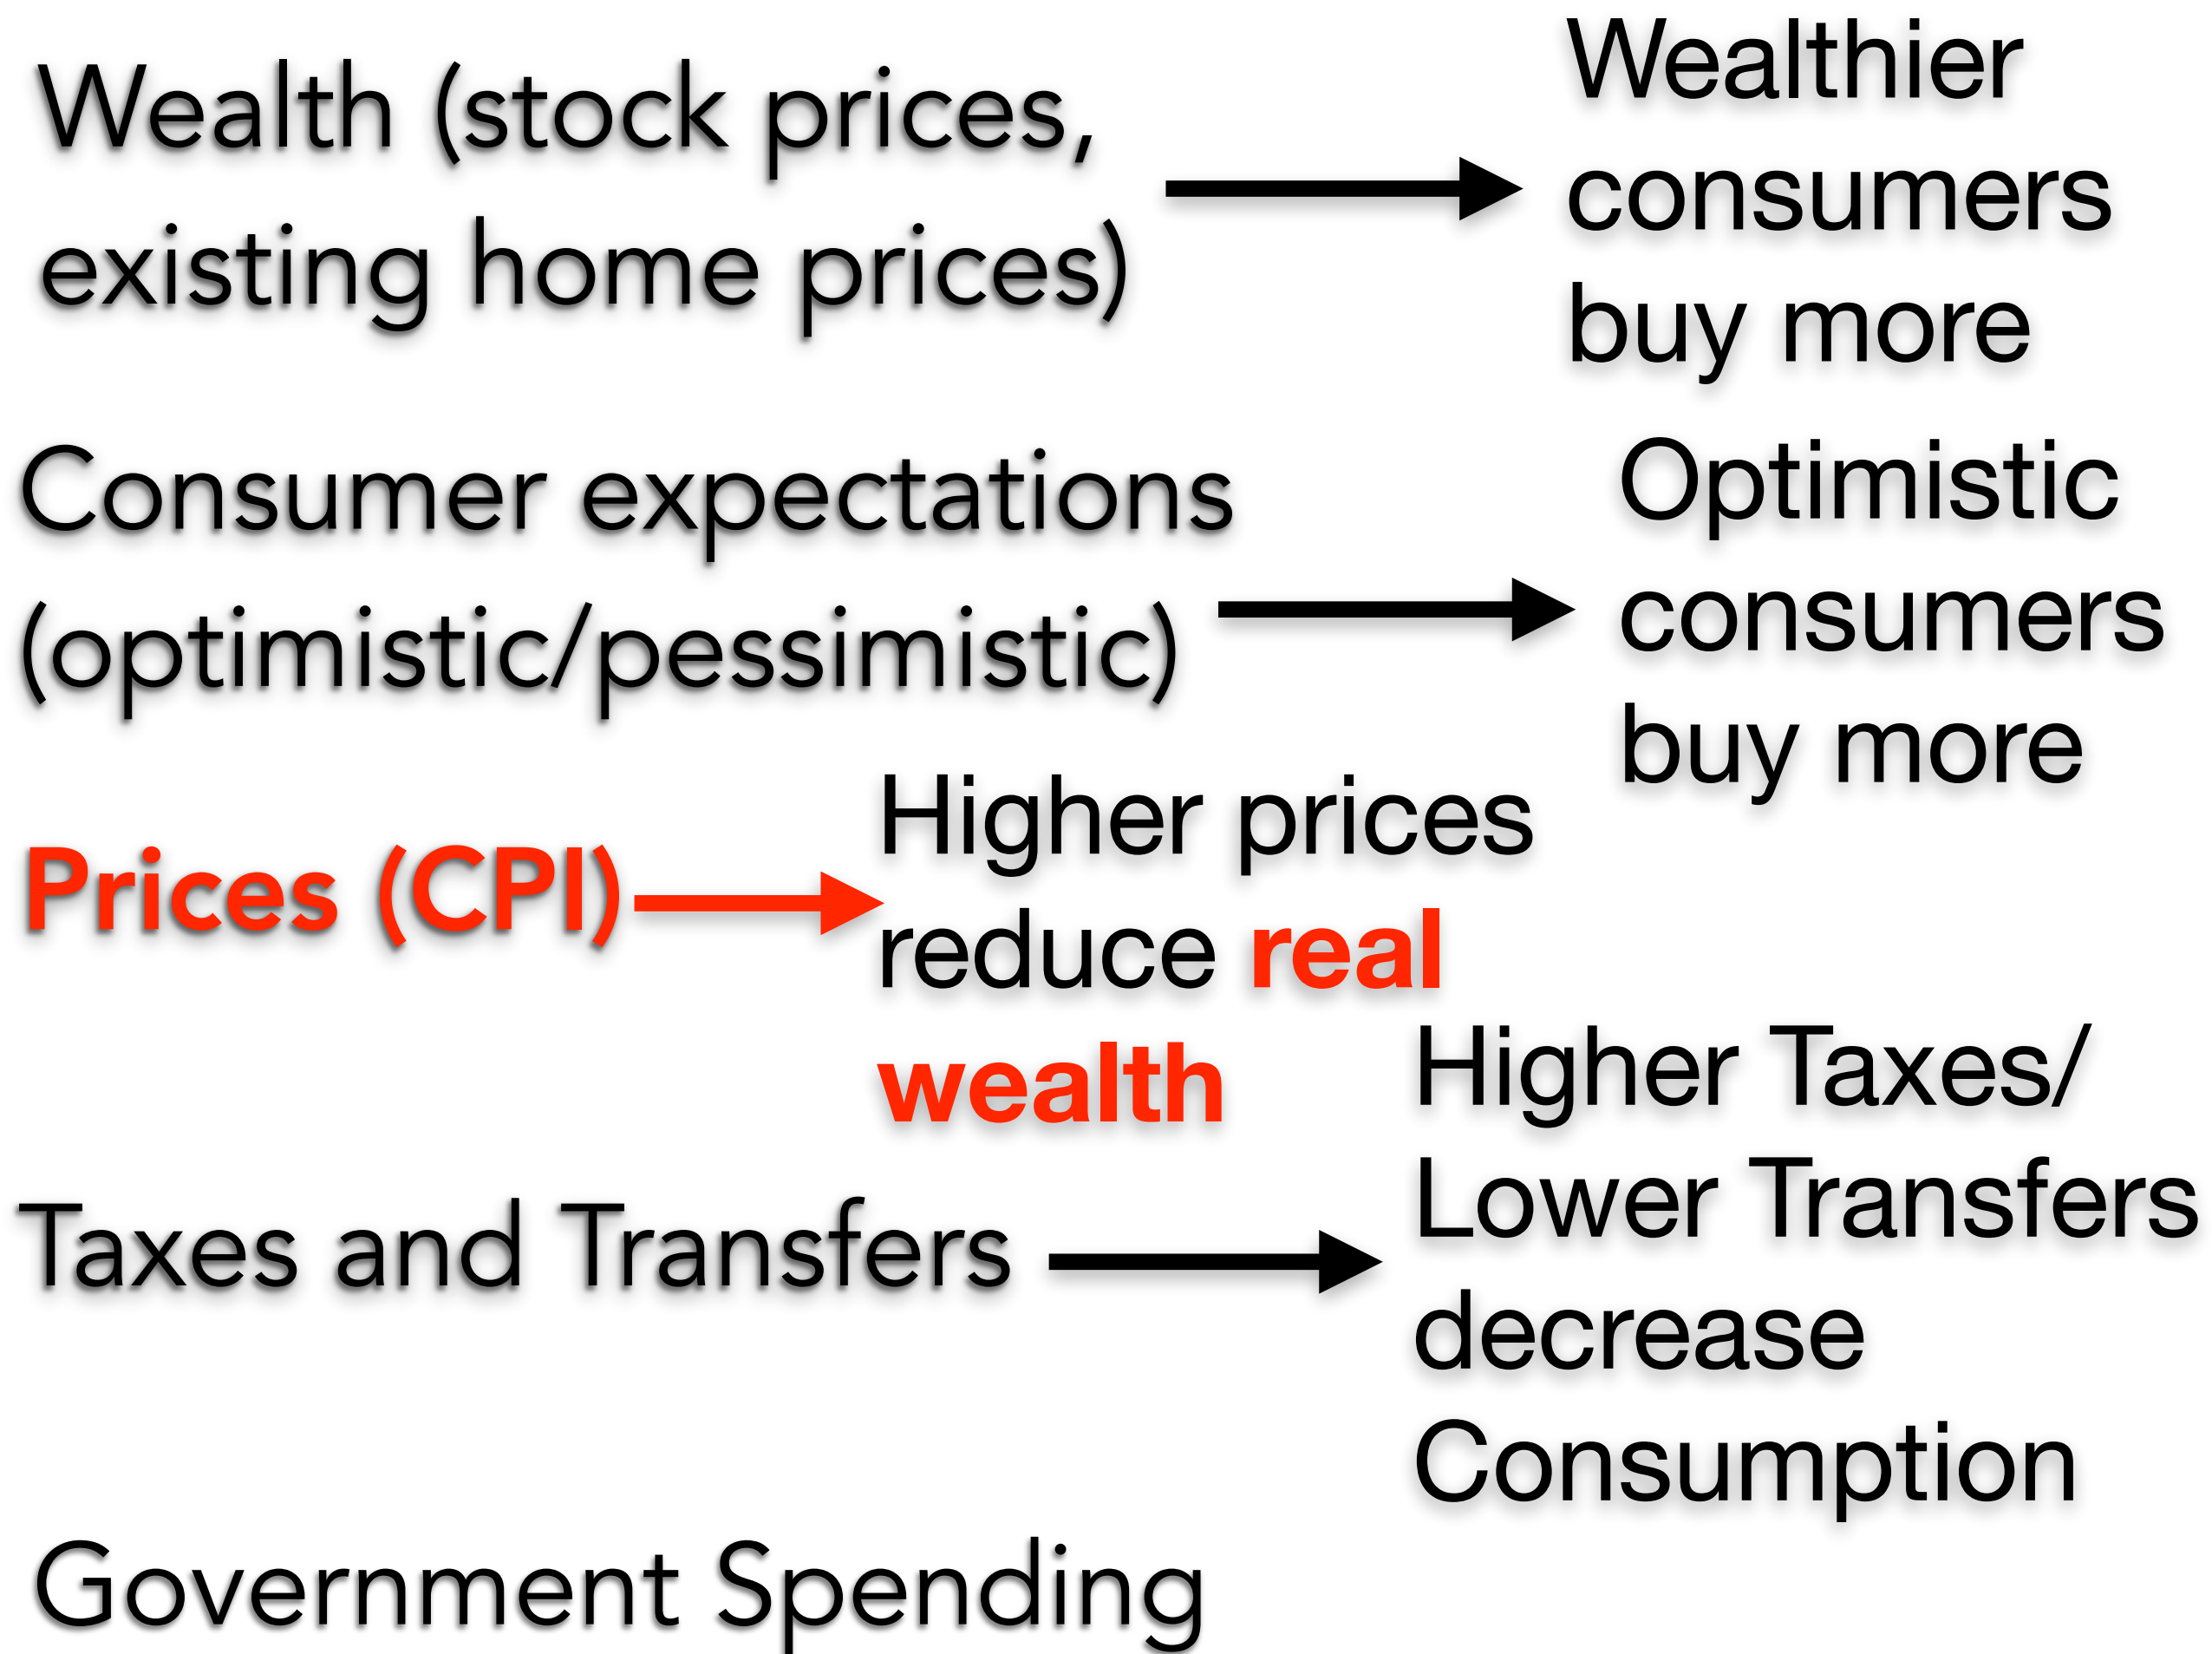 Wealth (stock prices,
existing home prices)
Wealthier
consumers
buy more
Consumer expectations
(optimistic/pessimistic)
Optimistic
consumers
buy more
Prices (CPI)
Higher prices
reduce real
wealth
Taxes and Transfers
Higher Taxes/
Lower Transfers
decrease
Consumption
Government Spending